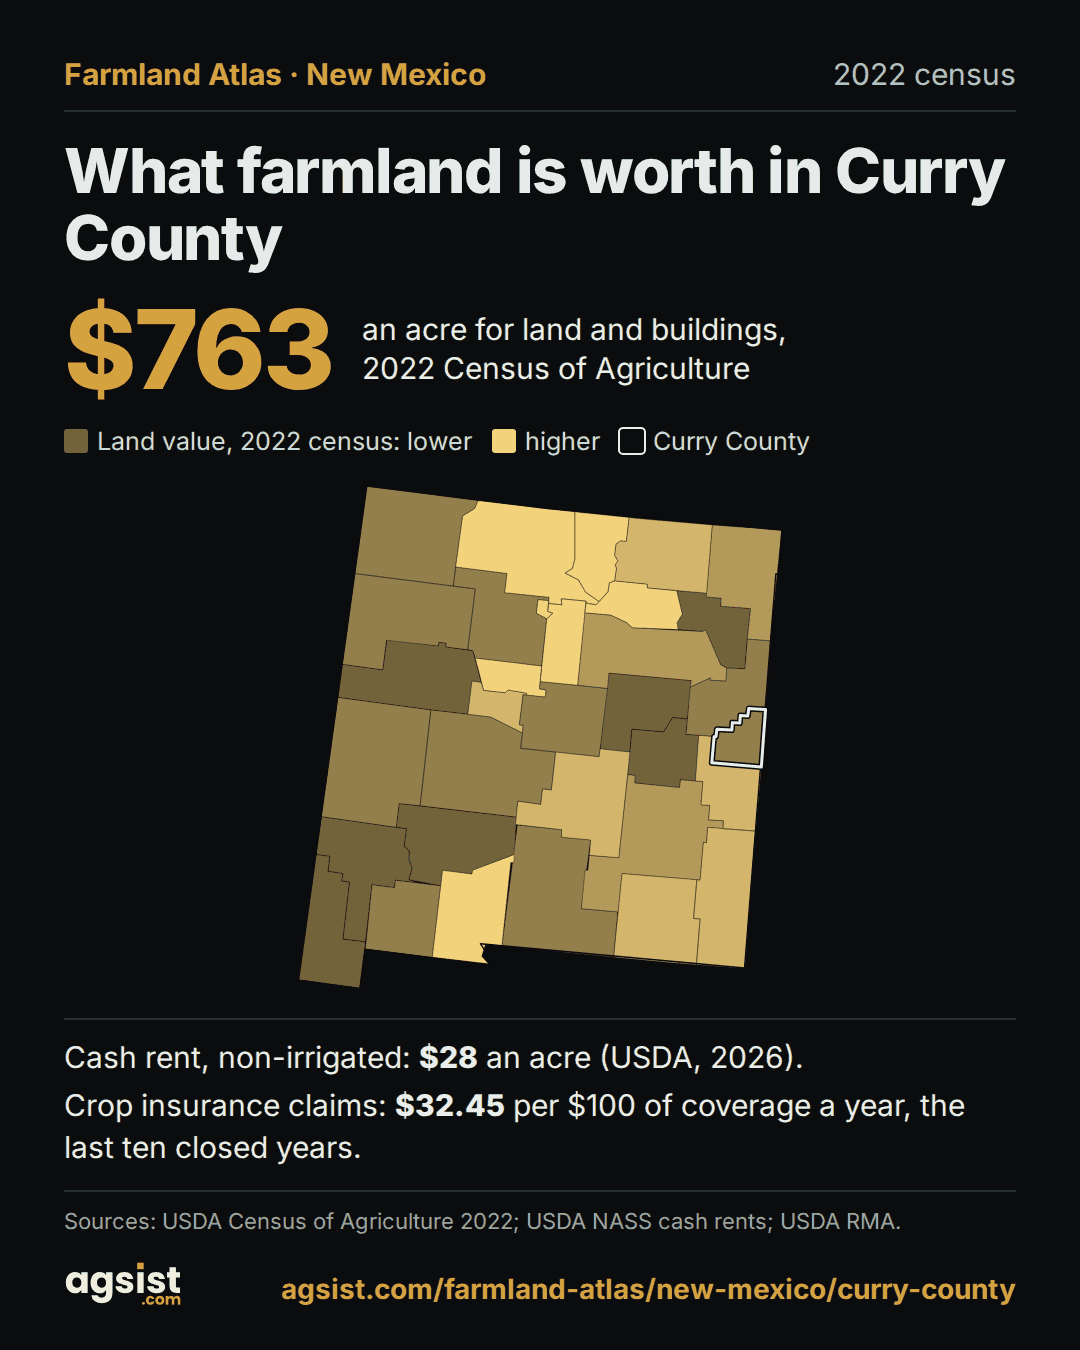 Farmland Atlas · New Mexico
2022 census
What farmland is worth in Curry
County
$763
an acre for land and buildings,
2022 Census of Agriculture
Land value, 2022 census: lower
higher
Curry County
Cash rent, non-irrigated: $28 an acre (USDA, 2026).
Crop insurance claims: $32.45 per $100 of coverage a year, the
last ten closed years.
Sources: USDA Census of Agriculture 2022; USDA NASS cash rents; USDA RMA.
agsist
.com
agsist.com/farmland-atlas/new-mexico/curry-county